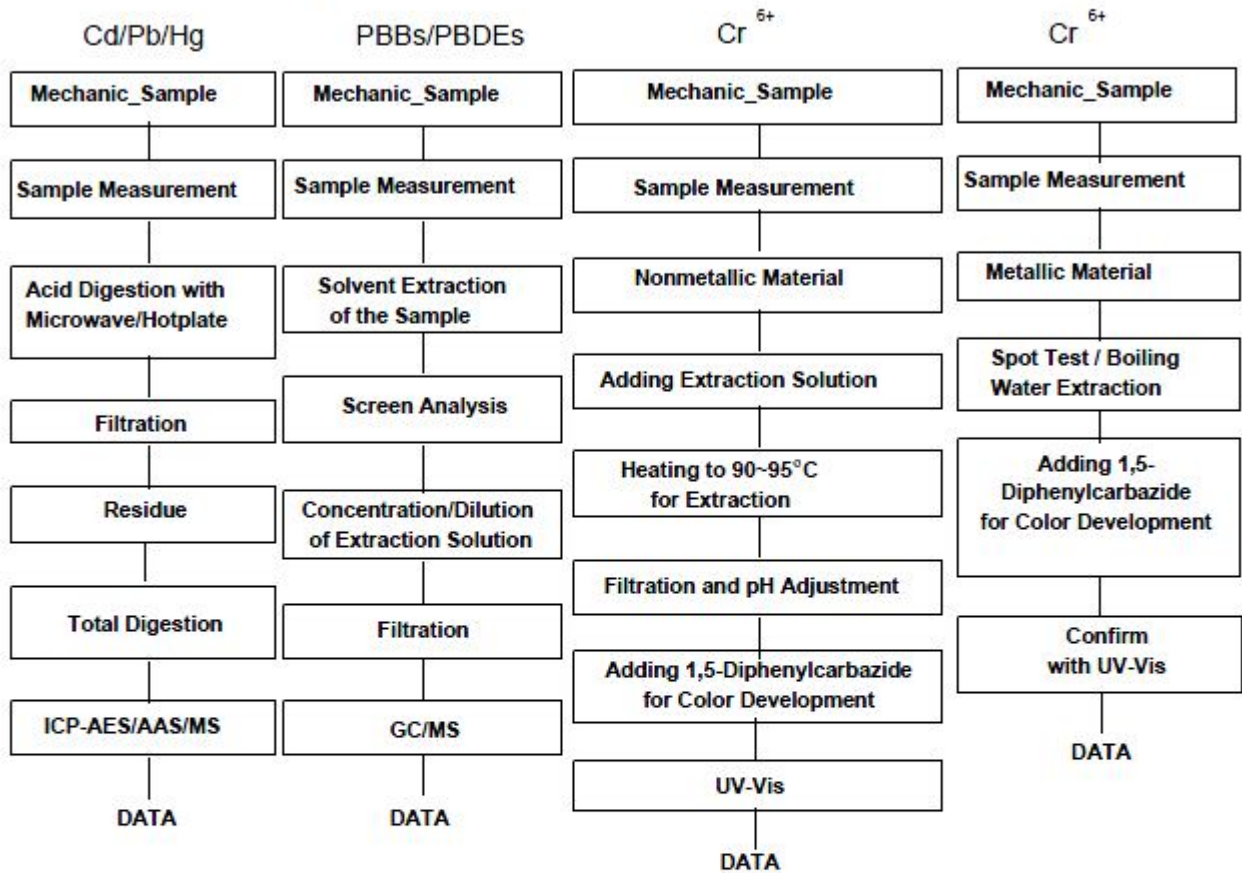 Cd/Pb/Hg
Mechanic_Sample
Sample Measurement
Acid Digestion with
Microwave/Hotplate
Filtration
Residue
Total Digestion
ICP-AES/AAS/MS
DATA
PBBs/PBDEs
Mechanic_Sample
Sample Measurement
Solvent Extraction
of the Sample
Screen Analysis
Concentration/Dilution
of Extraction Solution
Filtration
GC/MS
DATA
Cr 6+
Mechanic_Sample
Sample Measurement
Nonmetallic Material
Adding Extraction Solution
Heating to 90~95°C
for Extraction
Filtration and pH Adjustment
Adding 1,5-Diphenylcarbazide
for Color Development
UV-Vis
DATA
Cr 6+
Mechanic_Sample
Sample Measurement
Metallic Material
Spot Test / Boiling
Water Extraction
Adding 1,5-
Diphenylcarbazide
for Color Development
Confirm
with UV-Vis
DATA